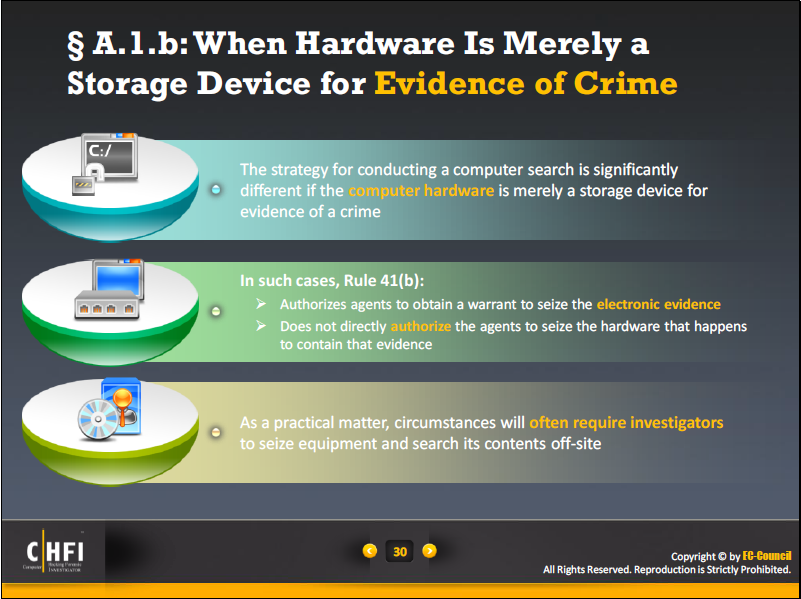 § A.1.b: When Hardware Is Merely a
Storage Device for Evidence of Crime
C:/
The strategy for conducting a computer search is significantly
different if the computer hardware is merely a storage device for
evidence of a crime
In such cases, Rule 41(b):
➢ Authorizes agents to obtain a warrant to seize the electronic evidence
➢ Does not directly authorize the agents to seize the hardware that happens
to contain that evidence
As a practical matter, circumstances will often require investigators
to seize equipment and search its contents off-site
CHFI
Computer Hacking Forensic
INVESTIGATOR
30
Copyright © by EC-Council
All Rights Reserved. Reproduction is Strictly Prohibited.